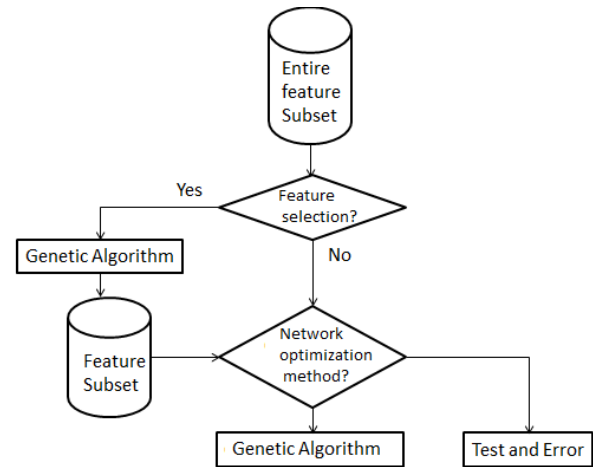 Entire
feature
Subset
Yes
Feature
selection?
Genetic Algorithm
No
Feature
Subset
Network
optimization
method?
Genetic Algorithm
Test and Error